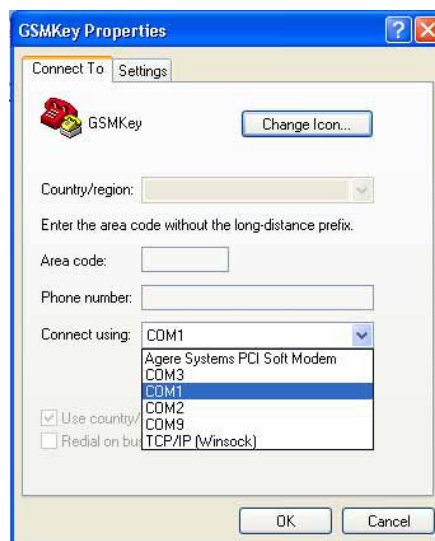 GSMKey Properties
Connect To Settings
GSMKey
Change Icon...
Country/region:
Enter the area code without the long-distance prefix.
Area code:
Phone number:
Connect using: COM1
Agere Systems PCI Soft Modem
COM3
COM1
COM2
Use country/
COM9
Redial on bus
TCP/IP (Winsock)
OK Cancel